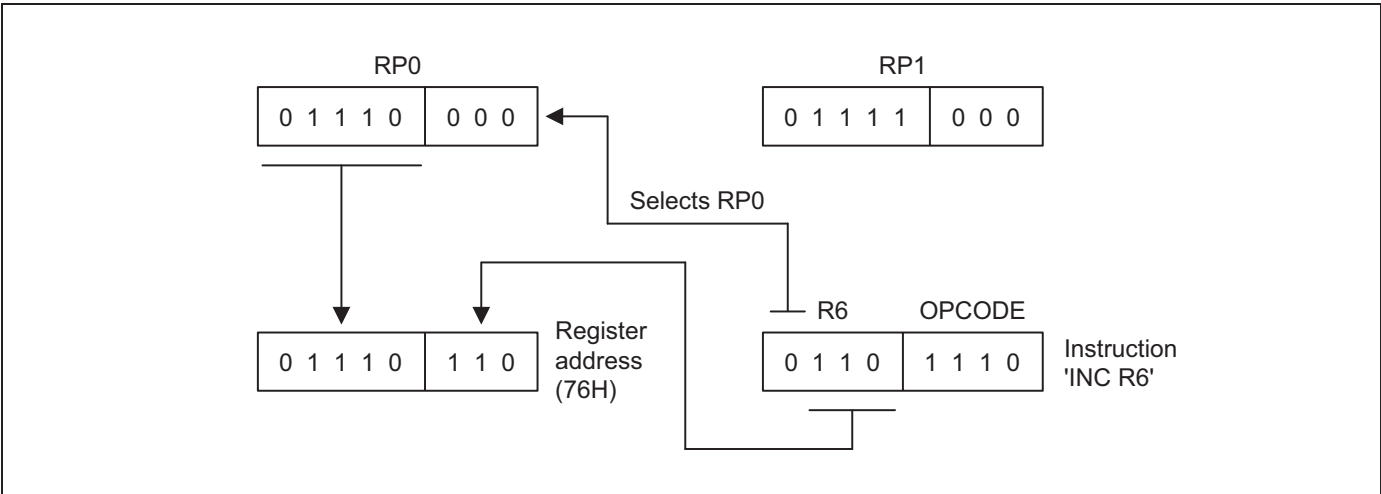 RP0
RP1
0 1 1 1 0 0 0 0
0 1 1 1 1 0 0 0
Selects RP0
R6 OPCODE
0 1 1 1 0 1 1 0
Register
address
(76H)
0 1 1 0 1 1 1 0
Instruction
'INC R6'